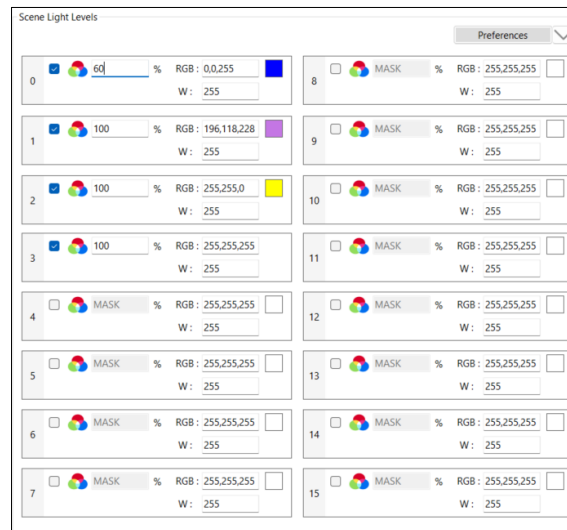 Scene Light Levels
Preferences
0 60 % RGB : 0,0,255
W : 255
1 100 % RGB : 196,118,228
W : 255
2 100 % RGB : 255,255,0
W : 255
3 100 % RGB : 255,255,255
W : 255
4 MASK % RGB : 255,255,255
W : 255
5 MASK % RGB : 255,255,255
W : 255
6 MASK % RGB : 255,255,255
W : 255
7 MASK % RGB : 255,255,255
W : 255
8 MASK % RGB : 255,255,255
W : 255
9 MASK % RGB : 255,255,255
W : 255
10 MASK % RGB : 255,255,255
W : 255
11 MASK % RGB : 255,255,255
W : 255
12 MASK % RGB : 255,255,255
W : 255
13 MASK % RGB : 255,255,255
W : 255
14 MASK % RGB : 255,255,255
W : 255
15 MASK % RGB : 255,255,255
W : 255